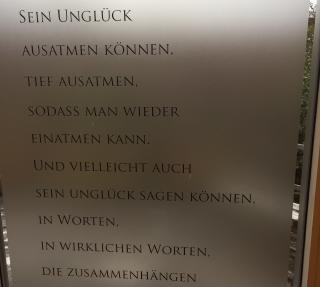 Sein Unglück
ausatmen können,
tief ausatmen,
sodass man wieder
einatmen kann.
Und vielleicht auch
sein Unglück sagen können,
in Worten,
in wirklichen Worten,
die zusammenhängen